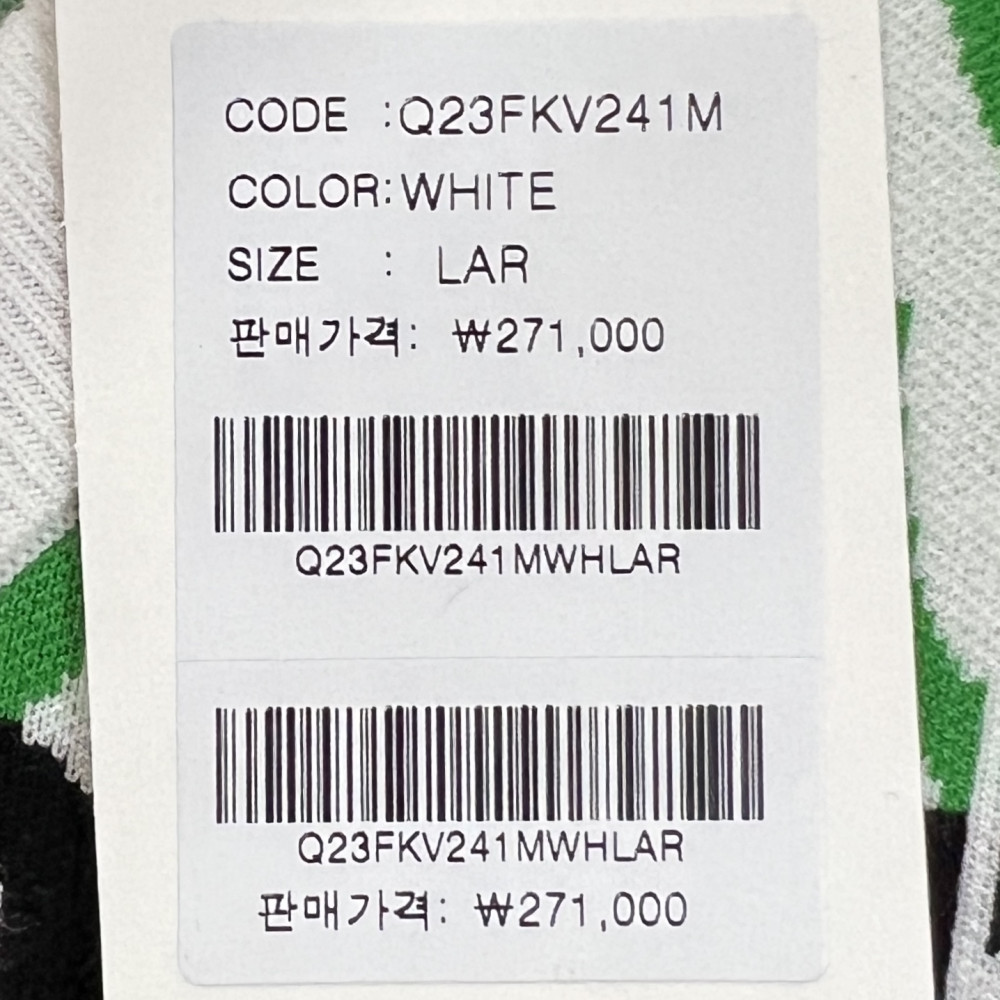 CODE :Q23FKV241M
COLOR:WHITE
SIZE : LAR
판매가격: ₩271,000
Q23FKV241MWHLAR
Q23FKV241MWHLAR
판매가격: ₩271,000